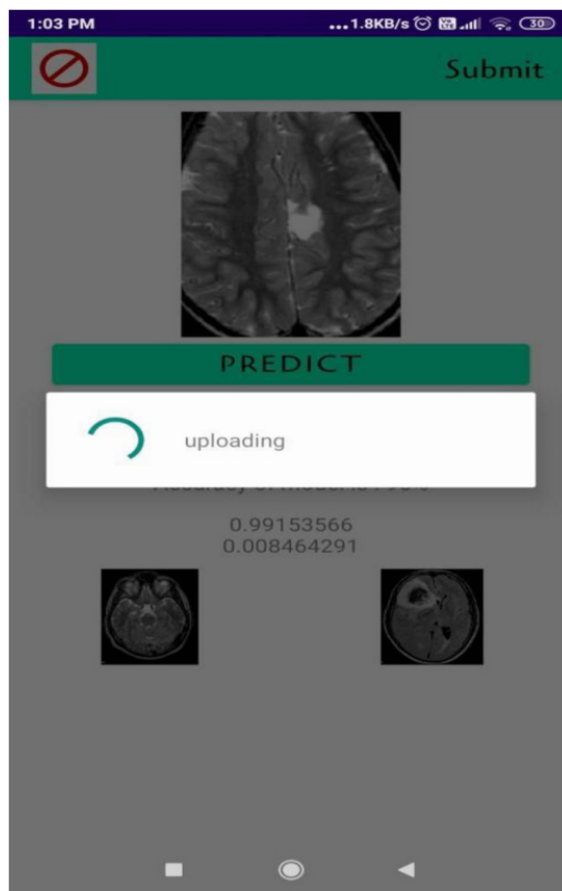 1:03 PM ...1.8KB/s 30
Submit
PREDICT
uploading
0.99153566
0.008464291